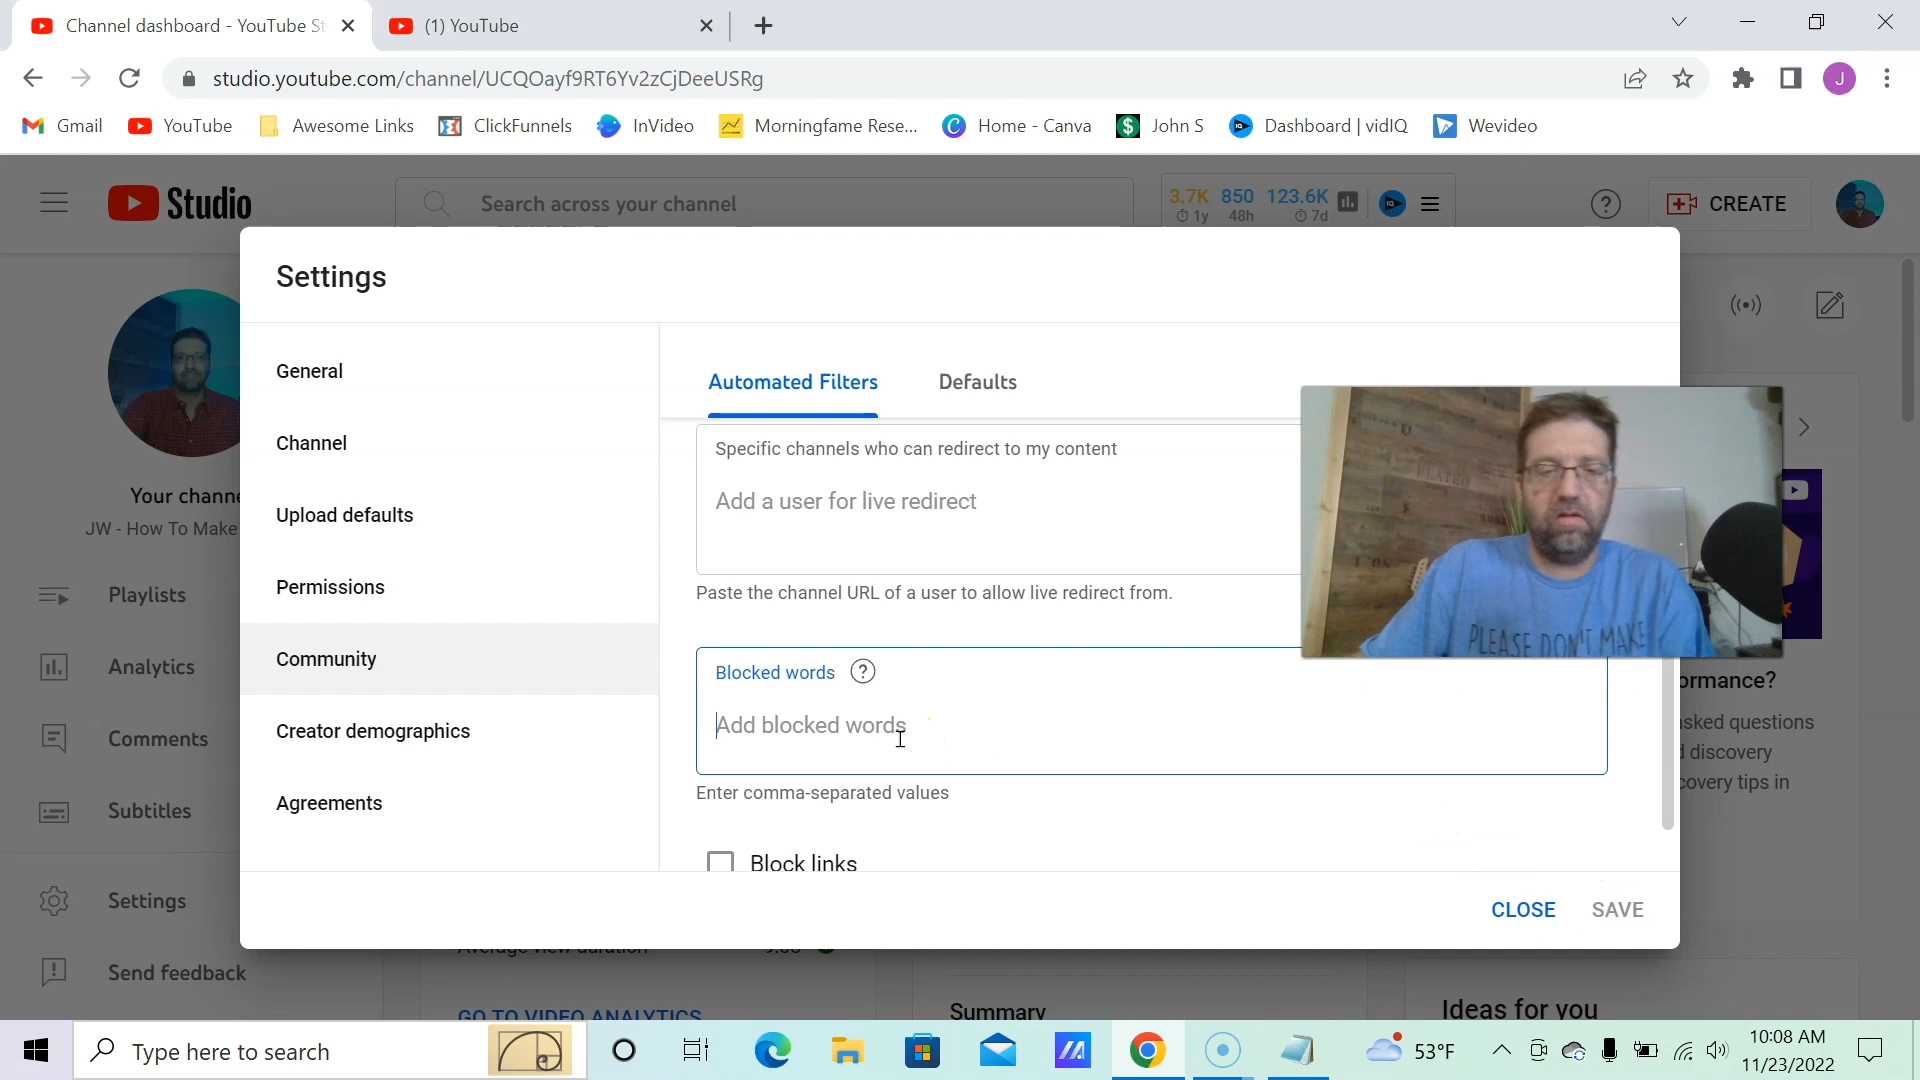 Channel dashboard - YouTube St
(1) YouTube
studio.youtube.com/channel/UCQOayf9RT6Yv2zCjDeeUSRg
J
Gmail
YouTube
Awesome Links
ClickFunnels
InVideo
Morningfame Rese...
Home - Canva
John S
Dashboard | vidIQ
Wevideo
Studio
Search across your channel
3.7K 850 123.6K
1y 48h 7d
CREATE
Settings
General
Channel
Upload defaults
Permissions
Community
Creator demographics
Agreements
Automated Filters
Defaults
Specific channels who can redirect to my content
Add a user for live redirect
Paste the channel URL of a user to allow live redirect from.
Blocked words
Add blocked words
Enter comma-separated values
Block links
CLOSE
SAVE
PLEASE DON'T MAKE
Your channe
JW - How To Make
Playlists
Analytics
Comments
Subtitles
Settings
Send feedback
ormance?
asked questions
d discovery
covery tips in
Average view duration
GO TO VIDEO ANALYTICS
Summary
Ideas for you
Type here to search
53°F
10:08 AM
11/23/2022